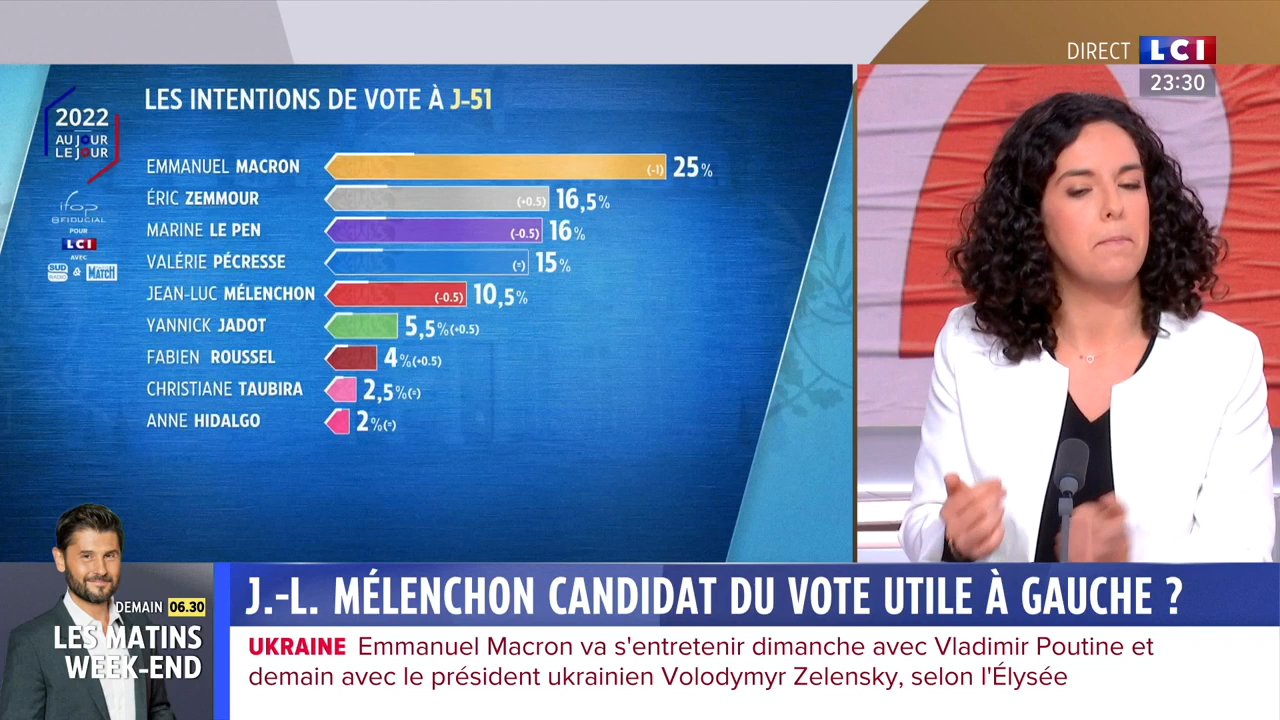 DIRECT LCI
23:30
LES INTENTIONS DE VOTE À J-51
2022
AU JOUR
LE JOUR
ifop
FIDUCIAL
POUR
LCI
AVEC
SUD RADIO & MATCH
EMMANUEL MACRON (-1) 25%
ÉRIC ZEMMOUR (+0.5) 16,5%
MARINE LE PEN (-0.5) 16%
VALÉRIE PÉCRESSE (=) 15%
JEAN-LUC MÉLENCHON (-0.5) 10,5%
YANNICK JADOT 5,5%(+0.5)
FABIEN ROUSSEL 4%(+0.5)
CHRISTIANE TAUBIRA 2,5%(=)
ANNE HIDALGO 2%(=)
DEMAIN 06.30
LES MATINS
WEEK-END
J.-L. MÉLENCHON CANDIDAT DU VOTE UTILE À GAUCHE ?
UKRAINE Emmanuel Macron va s'entretenir dimanche avec Vladimir Poutine et
demain avec le président ukrainien Volodymyr Zelensky, selon l'Élysée